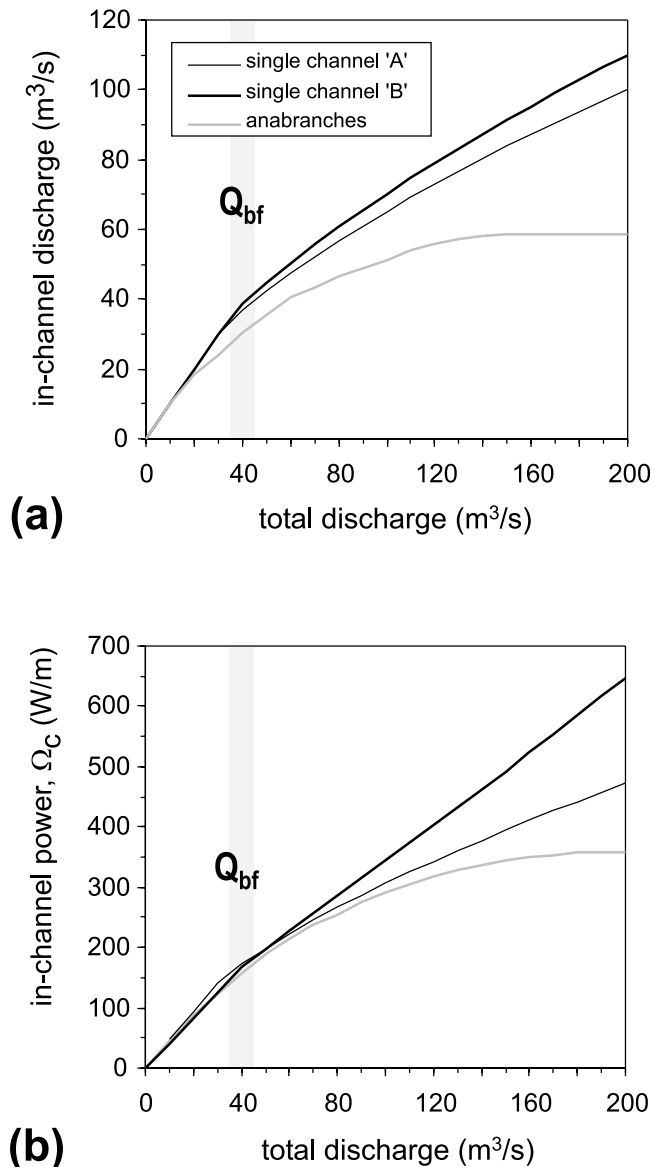 120
100
80
60
40
20
0
in-channel discharge (m³/s)
single channel 'A'
single channel 'B'
anabranches
Qbf
0 40 80 120 160 200
total discharge (m³/s)
(a)
700
600
500
400
300
200
100
0
in-channel power, ΩC (W/m)
Qbf
0 40 80 120 160 200
total discharge (m³/s)
(b)